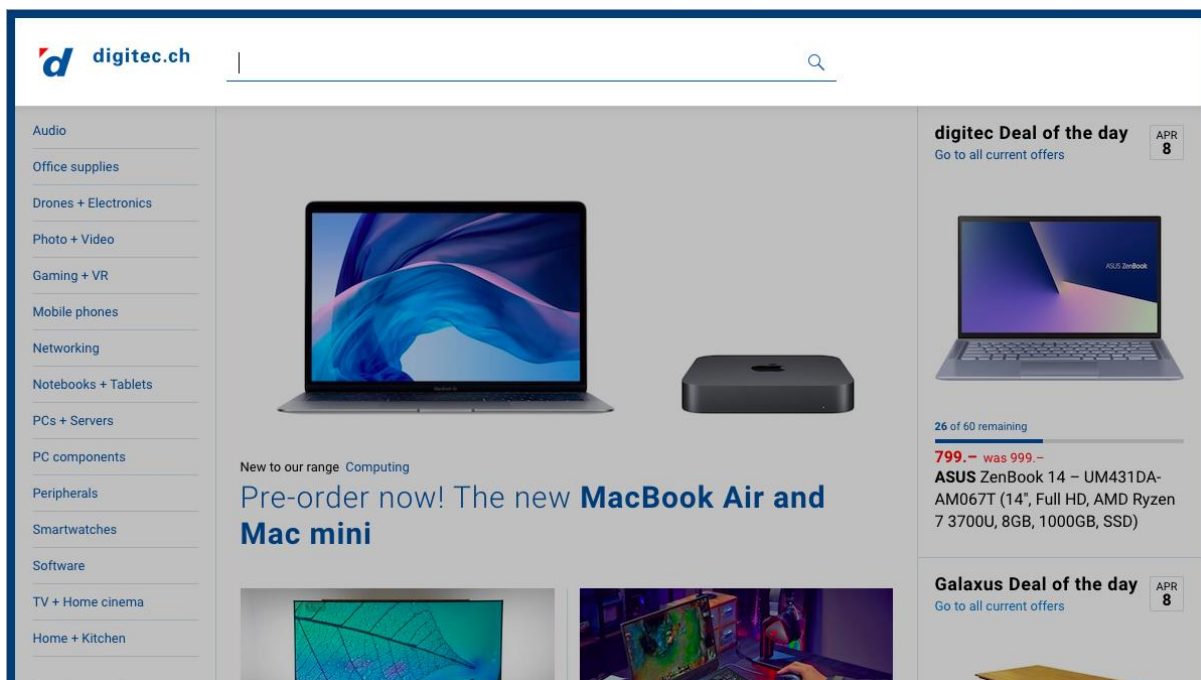 digitec.ch
Audio
Office supplies
Drones + Electronics
Photo + Video
Gaming + VR
Mobile phones
Networking
Notebooks + Tablets
PCs + Servers
PC components
Peripherals
Smartwatches
Software
TV + Home cinema
Home + Kitchen
MacBook Air
New to our range Computing
Pre-order now! The new MacBook Air and
Mac mini
digitec Deal of the day
APR
8
Go to all current offers
ASUS ZenBook
26 of 60 remaining
799.– was 999.–
ASUS ZenBook 14 – UM431DA-
AM067T (14", Full HD, AMD Ryzen
7 3700U, 8GB, 1000GB, SSD)
Galaxus Deal of the day
APR
8
Go to all current offers